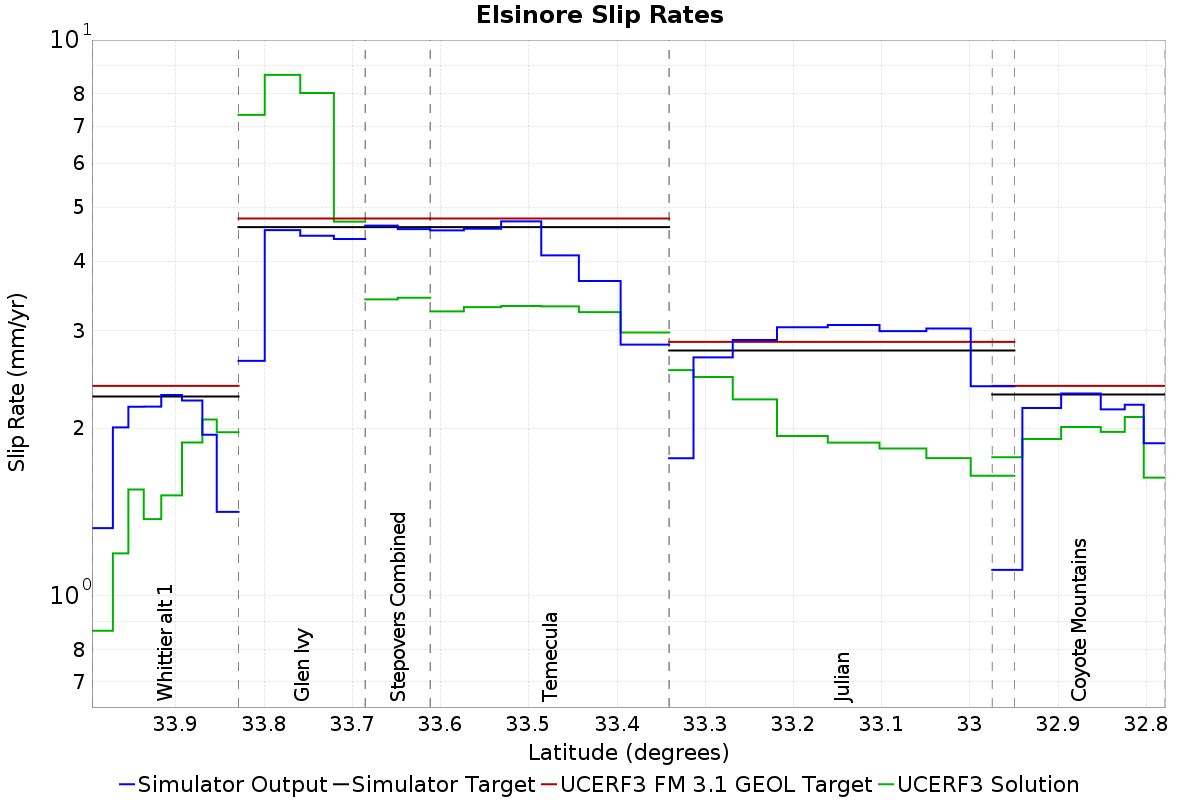 Elsinore Slip Rates
Slip Rate (mm/yr)
10^1
8
7
6
5
4
3
2
10^0
8
7
Whittier alt 1
Glen Ivy
Stepovers Combined
Temecula
Julian
Coyote Mountains
33.9 33.8 33.7 33.6 33.5 33.4 33.3 33.2 33.1 33 32.9 32.8
Latitude (degrees)
Simulator Output Simulator Target UCERF3 FM 3.1 GEOL Target UCERF3 Solution